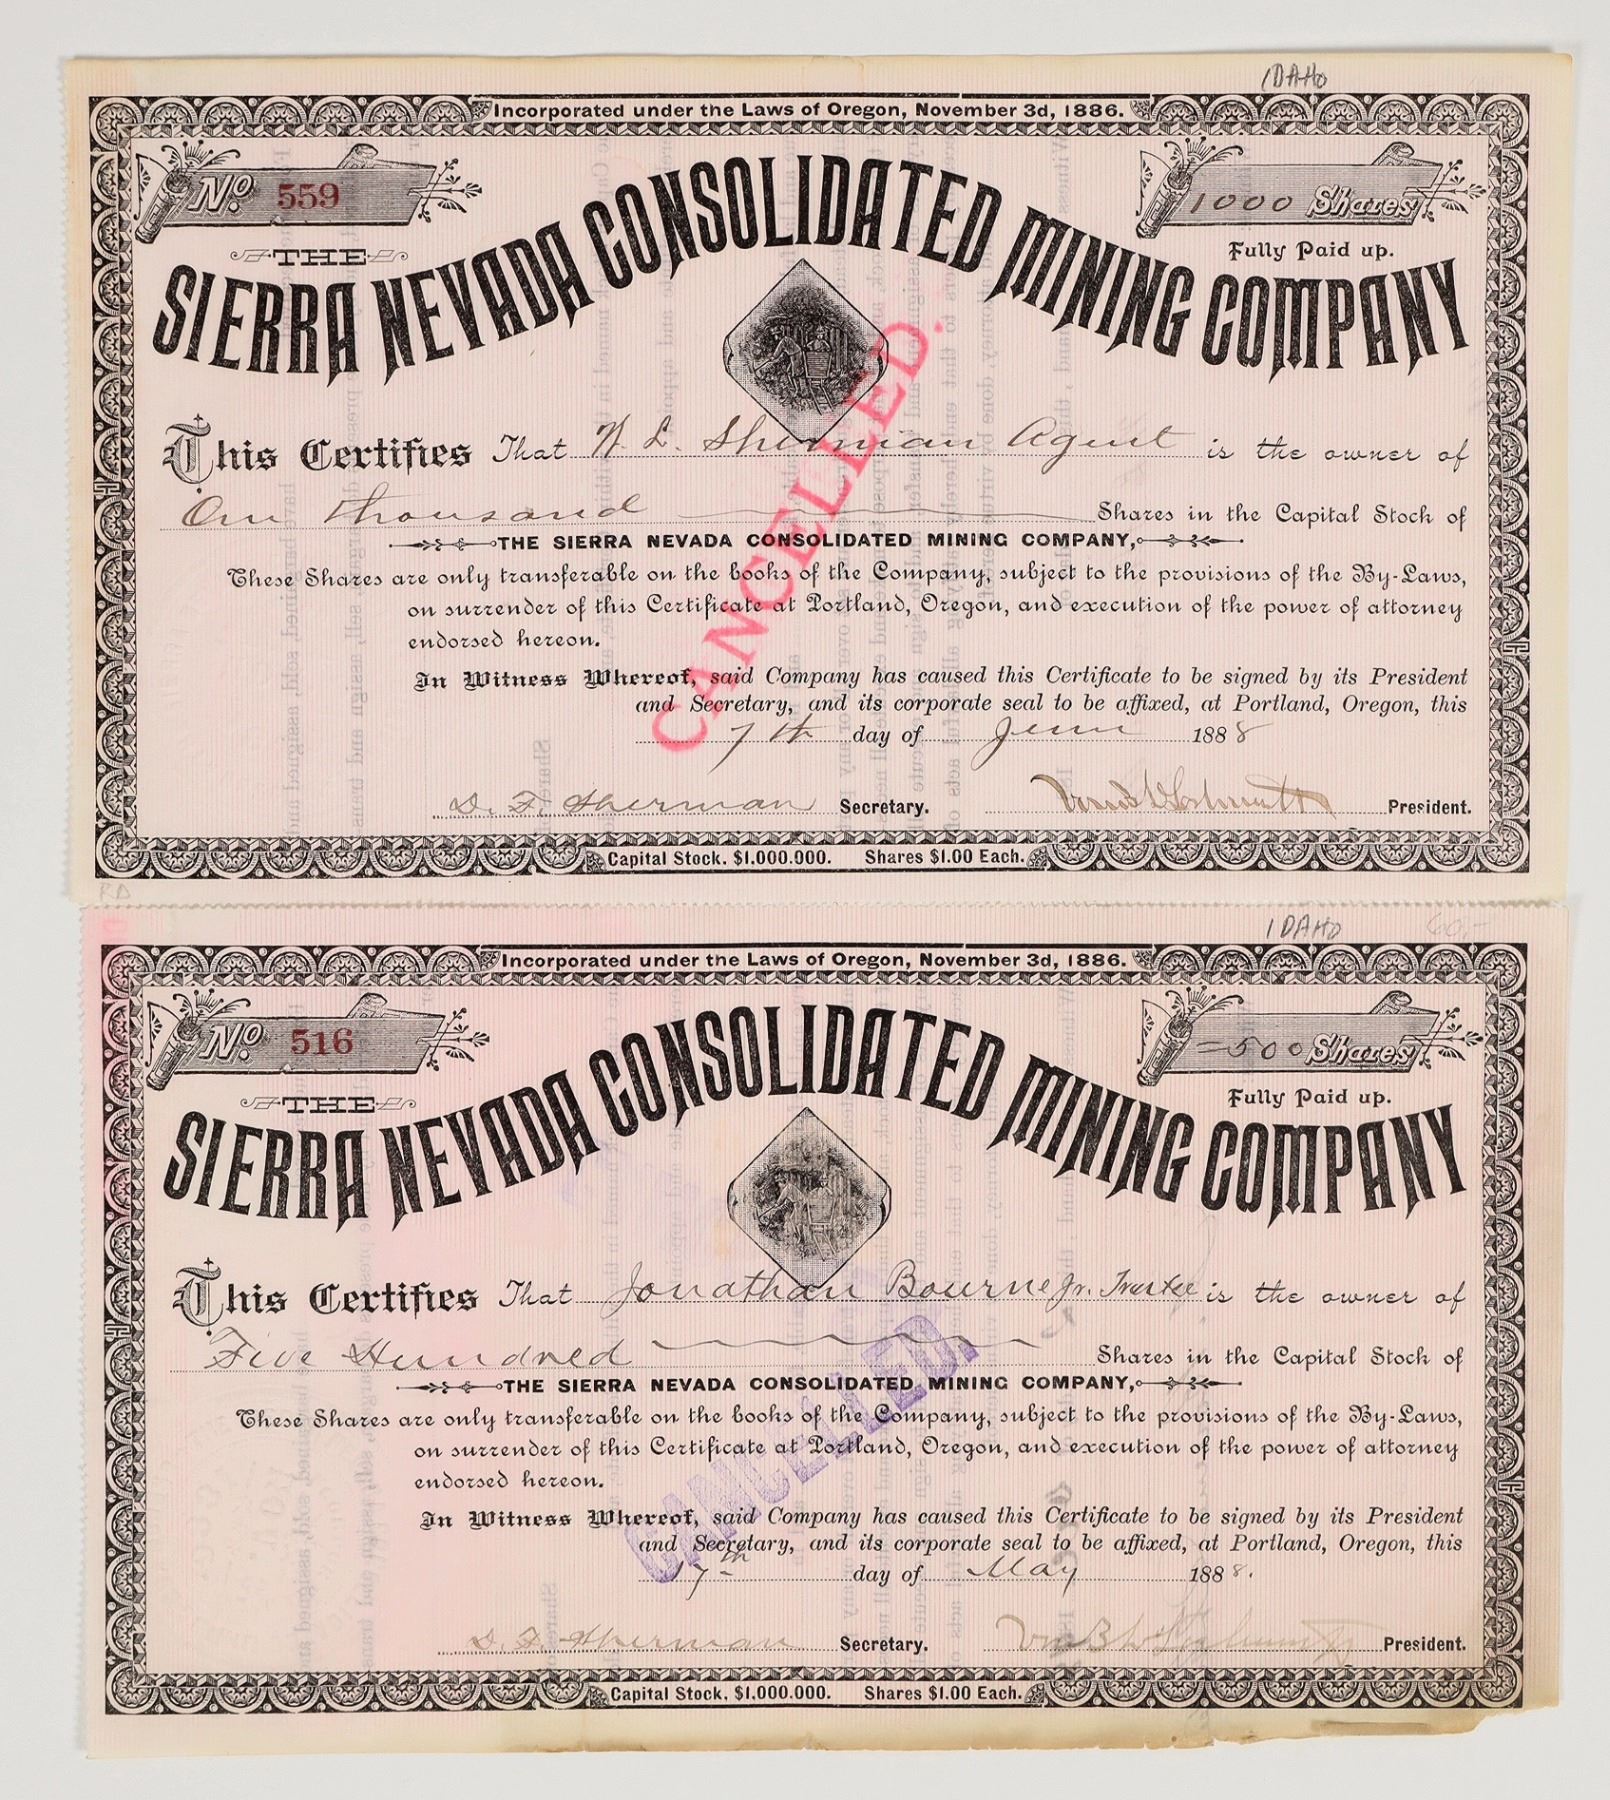 IDAHO
Incorporated under the Laws of Oregon, November 3d, 1886.
No. 559
1000 Shares
Fully Paid up.
THE
SIERRA NEVADA CONSOLIDATED MINING COMPANY
This Certifies That W. L. Sherman Agent is the owner of
One Thousand Shares in the Capital Stock of
THE SIERRA NEVADA CONSOLIDATED MINING COMPANY,
These Shares are only transferable on the books of the Company, subject to the provisions of the By-Laws,
on surrender of this Certificate at Portland, Oregon, and execution of the power of attorney
endorsed hereon.
In Witness Whereof, said Company has caused this Certificate to be signed by its President
and Secretary, and its corporate seal to be affixed, at Portland, Oregon, this
7th day of June 1888
D. F. Sherman Secretary. President.
Capital Stock. $1,000.000. Shares $1.00 Each.
CANCELLED.
IDAHO 60,-
Incorporated under the Laws of Oregon, November 3d, 1886.
No. 516
=500 Shares
Fully Paid up.
THE
SIERRA NEVADA CONSOLIDATED MINING COMPANY
This Certifies That Jonathan Bourne Jr. Trustee is the owner of
Five Hundred Shares in the Capital Stock of
THE SIERRA NEVADA CONSOLIDATED MINING COMPANY,
These Shares are only transferable on the books of the Company, subject to the provisions of the By-Laws,
on surrender of this Certificate at Portland, Oregon, and execution of the power of attorney
endorsed hereon.
In Witness Whereof, said Company has caused this Certificate to be signed by its President
and Secretary, and its corporate seal to be affixed, at Portland, Oregon, this
17th day of May 1888.
D. F. Sherman Secretary. President.
Capital Stock. $1,000.000. Shares $1.00 Each.
CANCELLED.